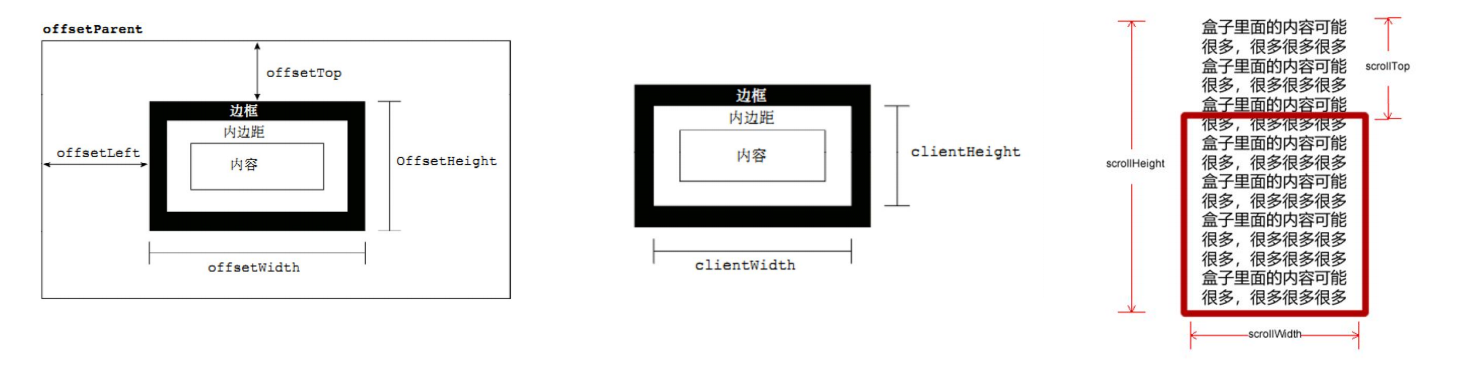 offsetParent
offsetTop
边框
内边距
内容
offsetLeft
OffsetHeight
offsetWidth
边框
内边距
内容
clientHeight
clientWidth
盒子里面的内容可能
很多，很多很多很多
盒子里面的内容可能
很多，很多很多很多
盒子里面的内容可能
很多，很多很多很多
盒子里面的内容可能
很多，很多很多很多
盒子里面的内容可能
很多，很多很多很多
盒子里面的内容可能
很多，很多很多很多
很多，很多很多很多
盒子里面的内容可能
很多，很多很多很多
scrollTop
scrollHeight
scrollWidth